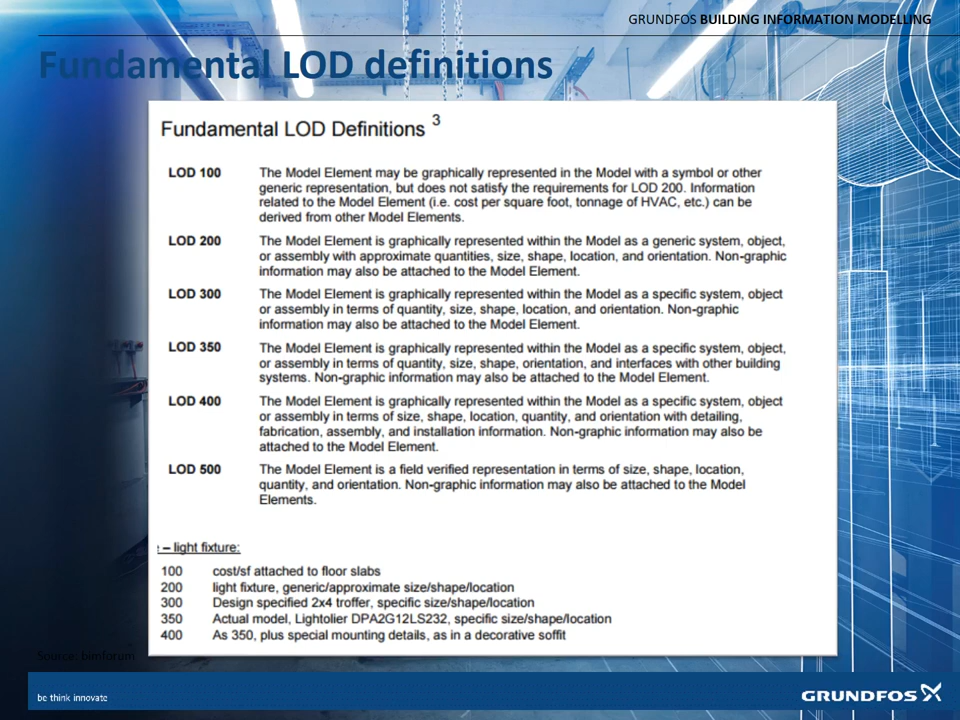 GRUNDFOS BUILDING INFORMATION MODELLING
Fundamental LOD definitions
Fundamental LOD Definitions 3
LOD 100 The Model Element may be graphically represented in the Model with a symbol or other
generic representation, but does not satisfy the requirements for LOD 200. Information
related to the Model Element (i.e. cost per square foot, tonnage of HVAC, etc.) can be
derived from other Model Elements.
LOD 200 The Model Element is graphically represented within the Model as a generic system, object,
or assembly with approximate quantities, size, shape, location, and orientation. Non-graphic
information may also be attached to the Model Element.
LOD 300 The Model Element is graphically represented within the Model as a specific system, object
or assembly in terms of quantity, size, shape, location, and orientation. Non-graphic
information may also be attached to the Model Element.
LOD 350 The Model Element is graphically represented within the Model as a specific system, object,
or assembly in terms of quantity, size, shape, orientation, and interfaces with other building
systems. Non-graphic information may also be attached to the Model Element.
LOD 400 The Model Element is graphically represented within the Model as a specific system, object
or assembly in terms of size, shape, location, quantity, and orientation with detailing,
fabrication, assembly, and installation information. Non-graphic information may also be
attached to the Model Element.
LOD 500 The Model Element is a field verified representation in terms of size, shape, location,
quantity, and orientation. Non-graphic information may also be attached to the Model
Elements.
– light fixture:
100 cost/sf attached to floor slabs
200 light fixture, generic/approximate size/shape/location
300 Design specified 2x4 troffer, specific size/shape/location
350 Actual model, Lightolier DPA2G12LS232, specific size/shape/location
400 As 350, plus special mounting details, as in a decorative soffit
Source: bimforum
be think innovate
GRUNDFOS